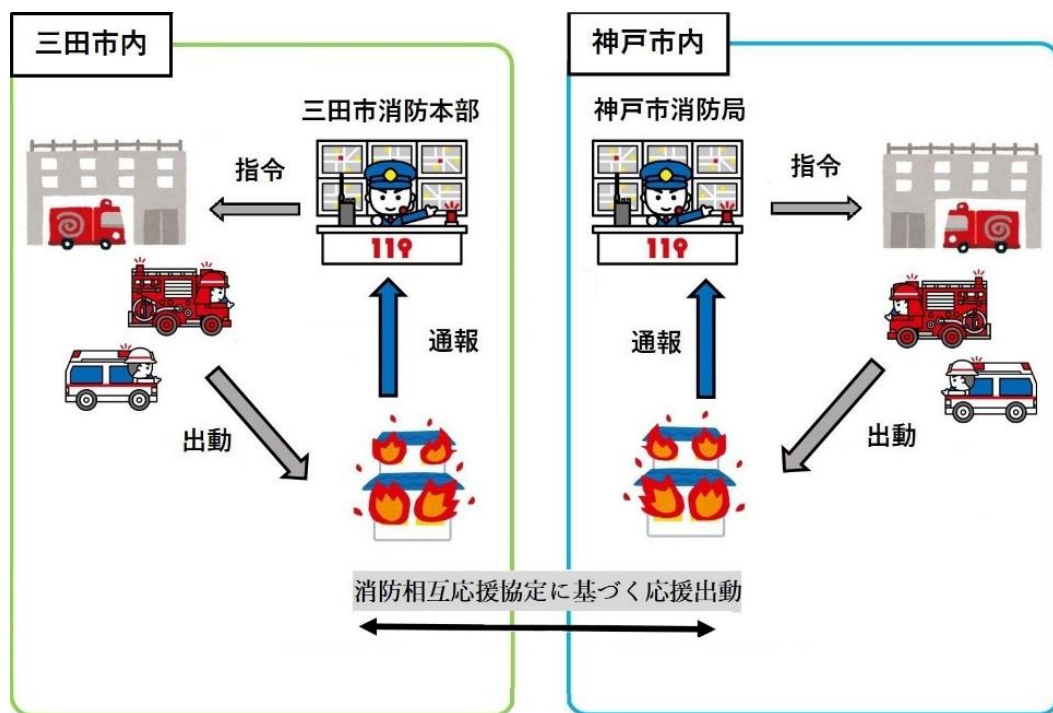 三田市内
三田市消防本部
指令
119
通報
出動
神戸市内
神戸市消防局
指令
119
通報
出動
消防相互応援協定に基づく応援出動